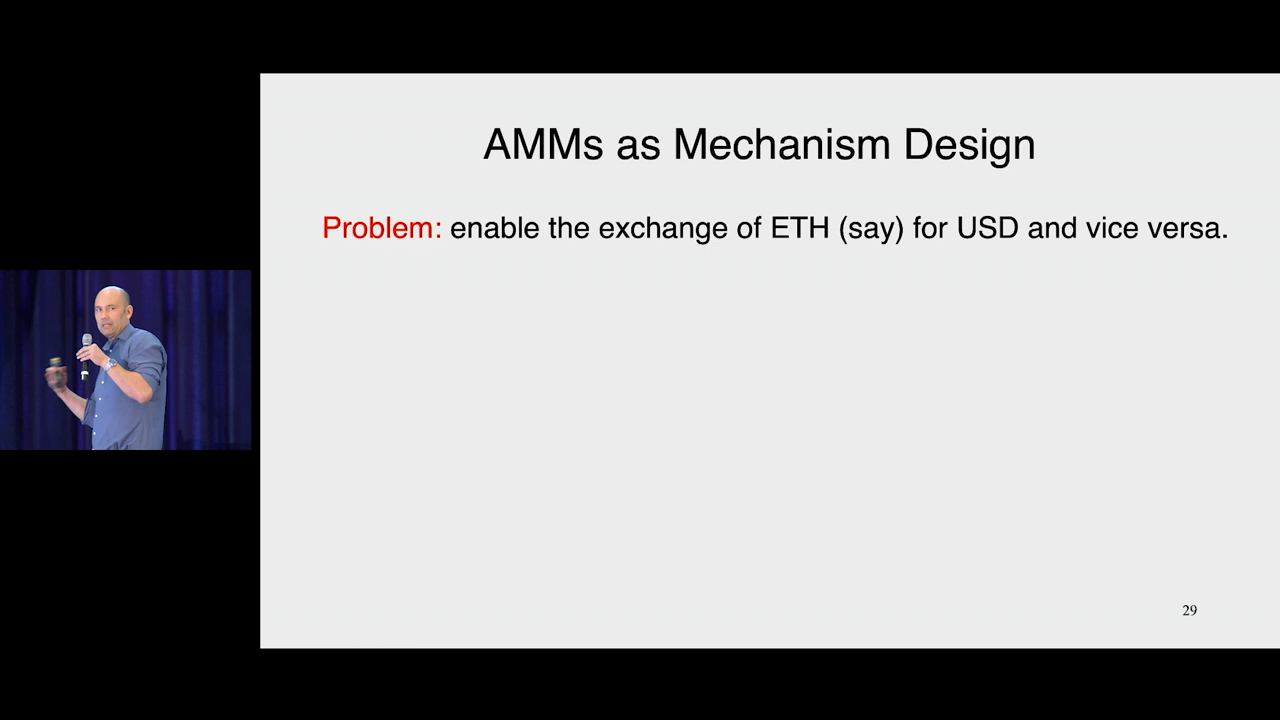 AMMs as Mechanism Design
Problem: enable the exchange of ETH (say) for USD and vice versa.
29